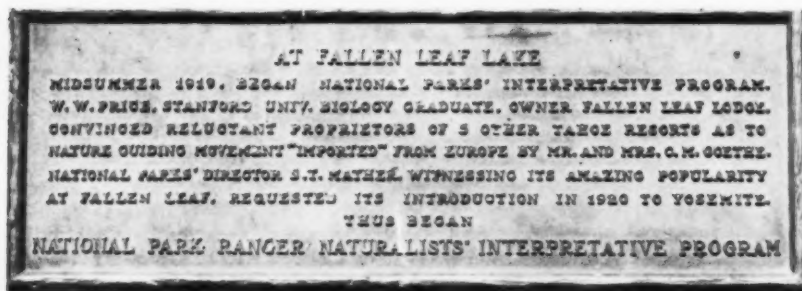 AT FALLEN LEAF LAKE
MIDSUMMER 1919, BEGAN NATIONAL PARKS' INTERPRETATIVE PROGRAM.
W. W. PRICE, STANFORD UNIV. BIOLOGY GRADUATE, OWNER FALLEN LEAF LODGE,
CONVINCED RELUCTANT PROPRIETORS OF 5 OTHER TAHOE RESORTS AS TO
NATURE GUIDING MOVEMENT "IMPORTED" FROM EUROPE BY MR. AND MRS. C. M. GOETHE.
NATIONAL PARKS' DIRECTOR S. T. MATHER, WITNESSING ITS AMAZING POPULARITY
AT FALLEN LEAF, REQUESTED ITS INTRODUCTION IN 1920 TO YOSEMITE.
THUS BEGAN
NATIONAL PARK RANGER NATURALISTS' INTERPRETATIVE PROGRAM